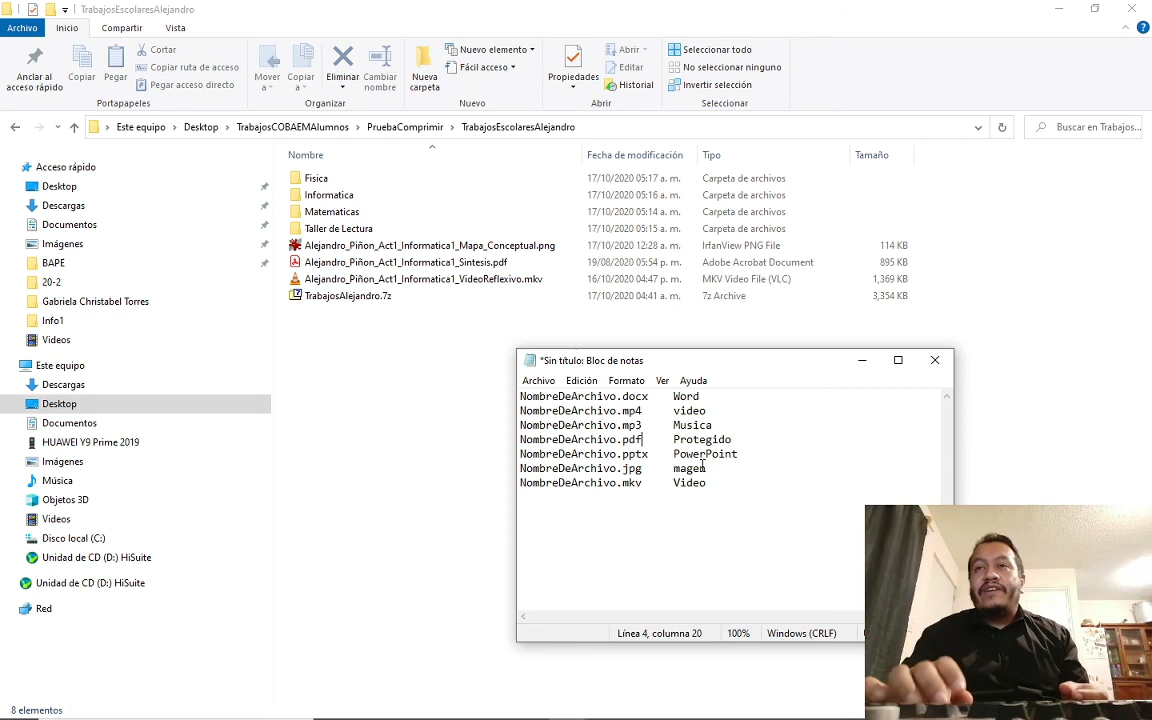 TrabajosEscolaresAlejandro
Archivo Inicio Compartir Vista
Anclar al acceso rápido
Copiar
Pegar
Cortar
Copiar ruta de acceso
Pegar acceso directo
Portapapeles
Mover a
Copiar a
Eliminar
Cambiar nombre
Organizar
Nueva carpeta
Nuevo elemento
Fácil acceso
Nuevo
Propiedades
Abrir
Editar
Historial
Abrir
Seleccionar todo
No seleccionar ninguno
Invertir selección
Seleccionar
Este equipo > Desktop > TrabajosCOBAEMAlumnos > PruebaComprimir > TrabajosEscolaresAlejandro
Buscar en Trabajos...
Acceso rápido
Desktop
Descargas
Documentos
Imágenes
BAPE
20-2
Gabriela Christabel Torres
Info1
Videos
Este equipo
Descargas
Desktop
Documentos
HUAWEI Y9 Prime 2019
Imágenes
Música
Objetos 3D
Videos
Disco local (C:)
Unidad de CD (D:) HiSuite
Unidad de CD (D:) HiSuite
Red
Nombre Fecha de modificación Tipo Tamaño
Fisica 17/10/2020 05:17 a. m. Carpeta de archivos
Informatica 17/10/2020 05:16 a. m. Carpeta de archivos
Matematicas 17/10/2020 05:14 a. m. Carpeta de archivos
Taller de Lectura 17/10/2020 05:15 a. m. Carpeta de archivos
Alejandro_Piñon_Act1_Informatica1_Mapa_Conceptual.png 17/10/2020 12:28 a. m. IrfanView PNG File 114 KB
Alejandro_Piñon_Act1_Informatica1_Sintesis.pdf 19/08/2020 05:54 p. m. Adobe Acrobat Document 895 KB
Alejandro_Piñon_Act1_Informatica1_VideoReflexivo.mkv 16/10/2020 04:47 p. m. MKV Video File (VLC) 1,369 KB
TrabajosAlejandro.7z 17/10/2020 04:41 a. m. 7z Archive 3,354 KB
*Sin título: Bloc de notas
Archivo Edición Formato Ver Ayuda
NombreDeArchivo.docx Word
NombreDeArchivo.mp4 video
NombreDeArchivo.mp3 Musica
NombreDeArchivo.pdf Protegido
NombreDeArchivo.pptx PowerPoint
NombreDeArchivo.jpg magen
NombreDeArchivo.mkv Video
Línea 4, columna 20 100% Windows (CRLF)
8 elementos